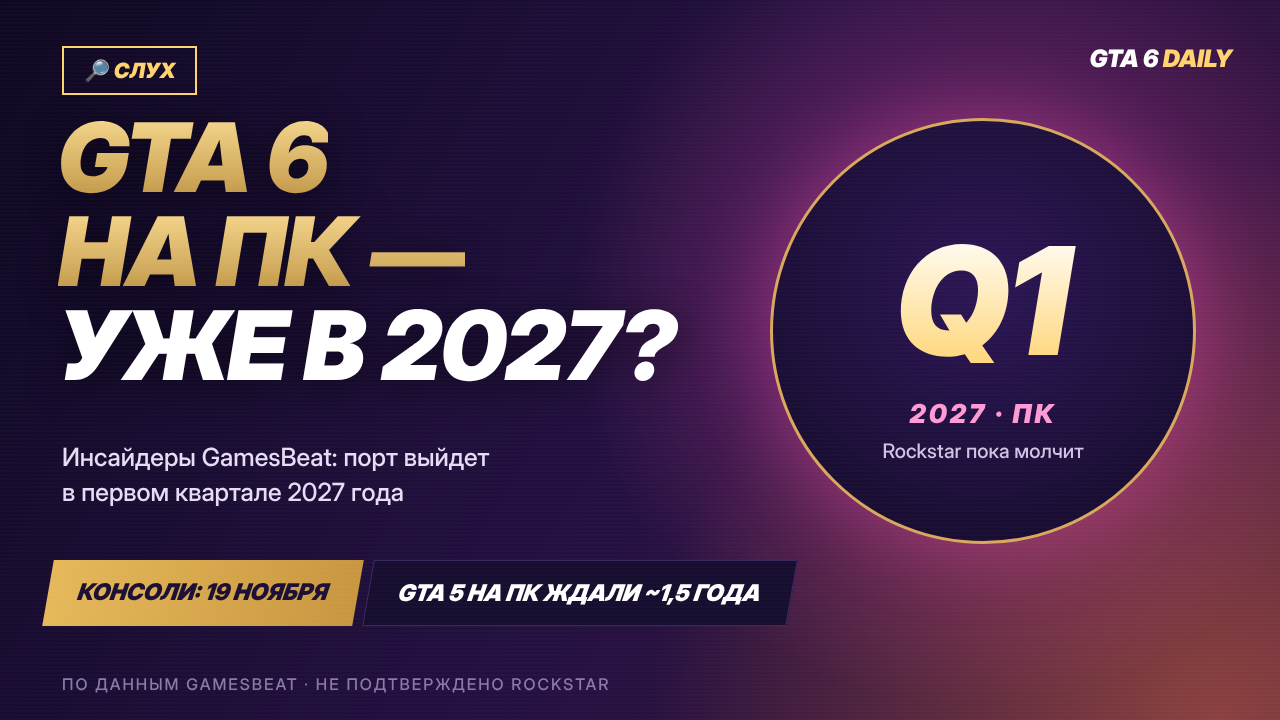 🔎 СЛУХ
GTA 6 DAILY
GTA 6
НА ПК —
УЖЕ В 2027?
Инсайдеры GamesBeat: порт выйдет
в первом квартале 2027 года
Q1
2027 · ПК
Rockstar пока молчит
КОНСОЛИ: 19 НОЯБРЯ
GTA 5 НА ПК ЖДАЛИ ~1,5 ГОДА
ПО ДАННЫМ GAMESBEAT · НЕ ПОДТВЕРЖДЕНО ROCKSTAR